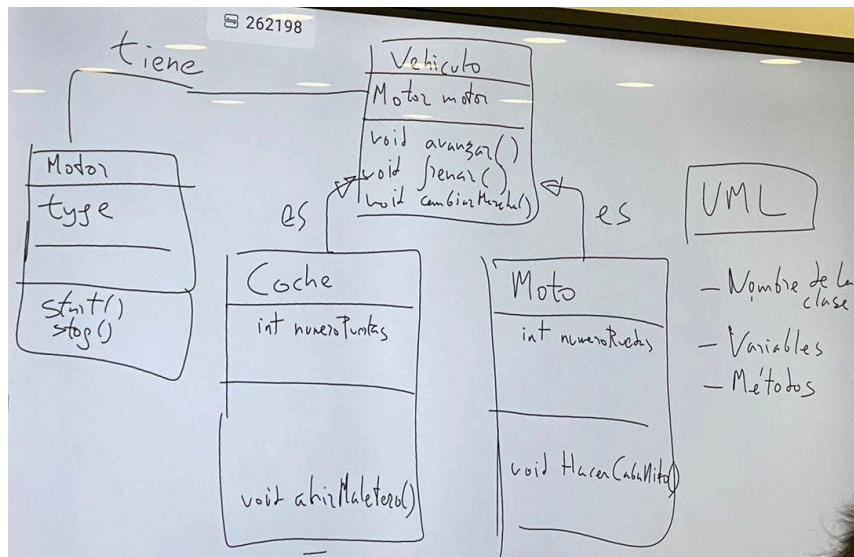 262198
tiene
Vehiculo
Motor motor
void avanzar()
void frenar()
void cambiarMarcha()
Motor
type
start()
stop()
es
es
Coche
int numeroPuertas
void abrirMaletero()
Moto
int numeroRuedas
void HacerCaballito()
UML
- Nombre de la
clase
- Variables
- Métodos